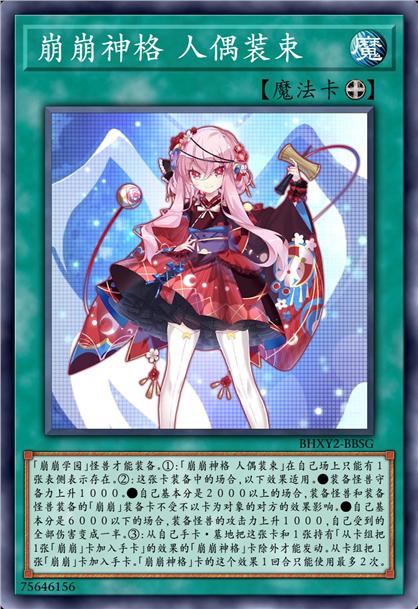 崩崩神格 人偶装束
魔
【魔法卡】
BHXY2-BBSG
「崩崩学园」怪兽才能装备。①:「崩崩神格 人偶装束」在自己场上只能有1
张表侧表示存在。②:这张卡装备中的场合,以下效果适用。●装备怪兽守
备力上升1000。●自己基本分是2000以上的场合,装备怪兽和装备
怪兽装备的「崩崩」装备卡不受不以卡为对象的对方的效果影响。●自己基
本分是6000以下的场合,装备怪兽的攻击力上升1000,自己受到的
全部伤害变成一半。③:从自己手卡·墓地把这张卡和1张持有「从卡组把
1张「崩崩」卡加入手卡」的效果的「崩崩神格」卡除外才能发动。从卡组把1
张「崩崩」卡加入手卡。「崩崩神格」卡的这个效果1回合只能使用最多2次。
75646156